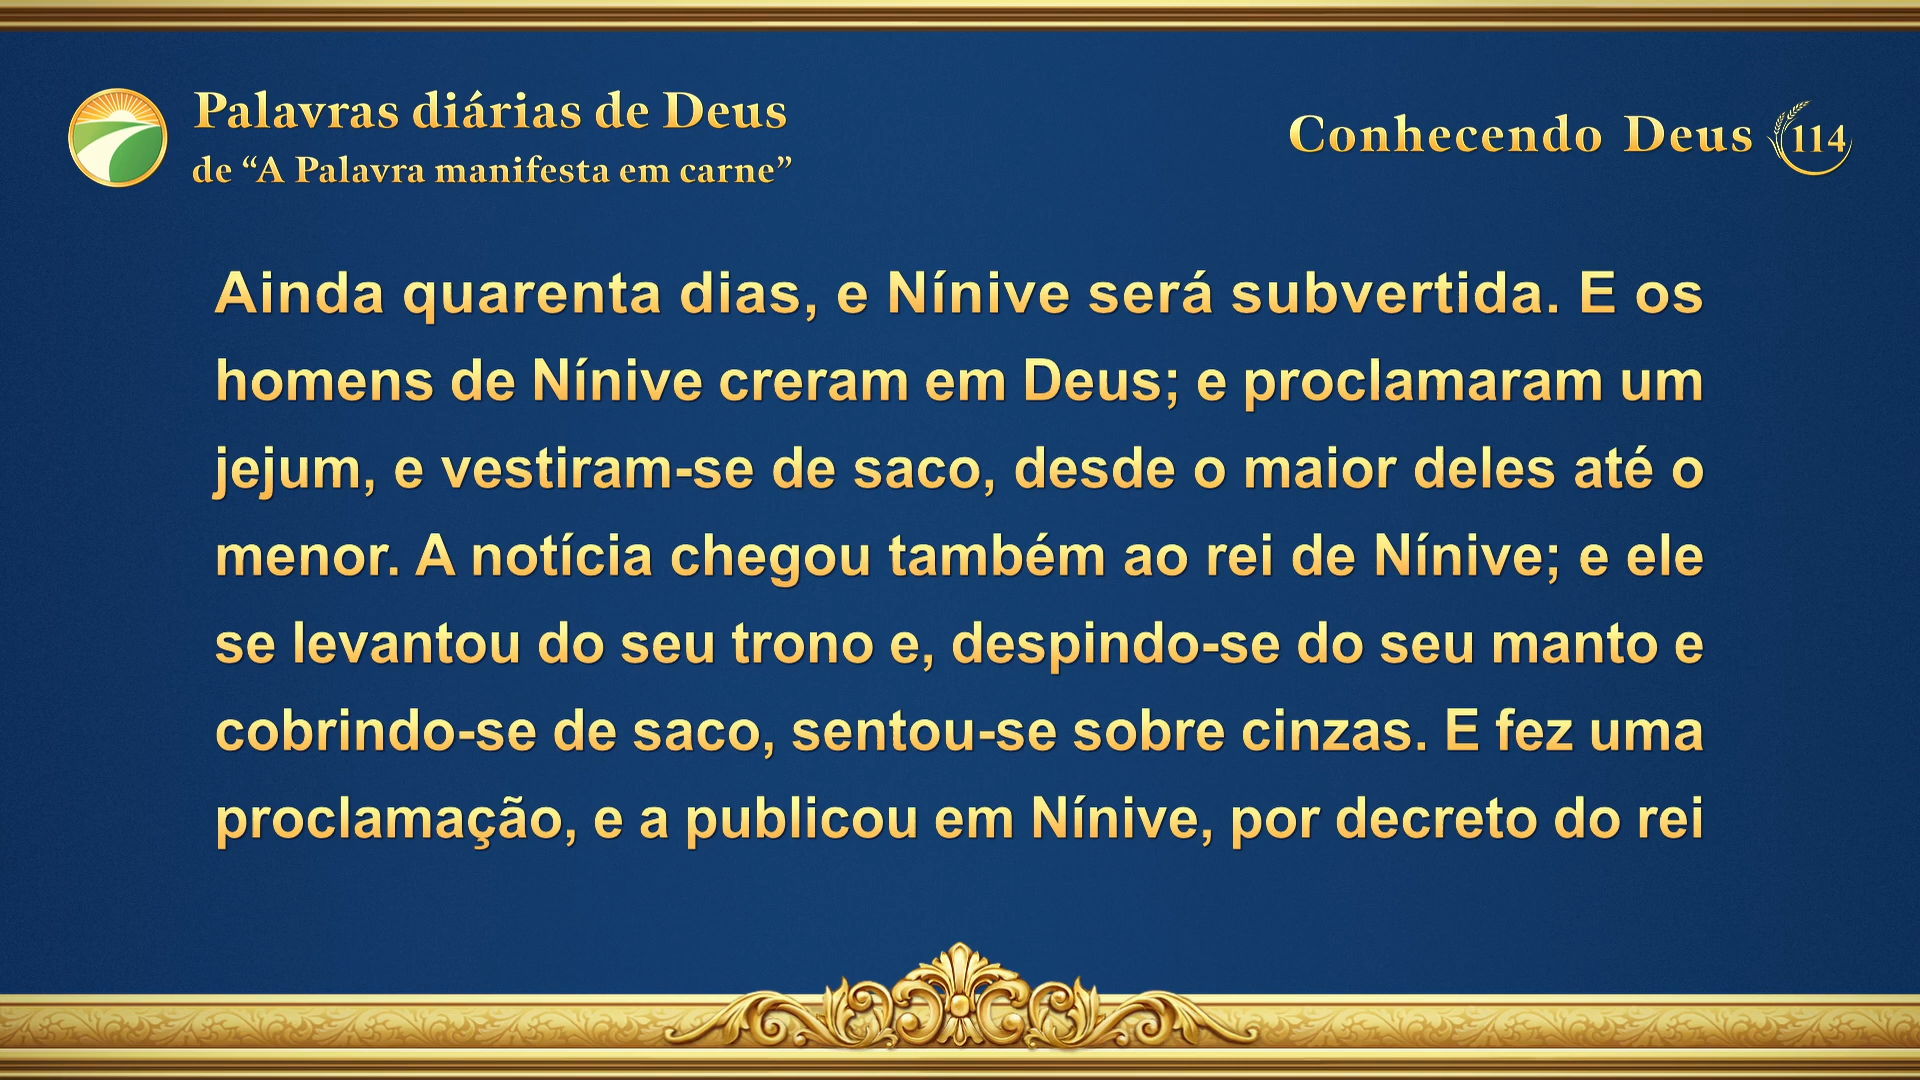 Palavras diárias de Deus
de “A Palavra manifesta em carne”
Conhecendo Deus 114
Ainda quarenta dias, e Nínive será subvertida. E os
homens de Nínive creram em Deus; e proclamaram um
jejum, e vestiram-se de saco, desde o maior deles até o
menor. A notícia chegou também ao rei de Nínive; e ele
se levantou do seu trono e, despindo-se do seu manto e
cobrindo-se de saco, sentou-se sobre cinzas. E fez uma
proclamação, e a publicou em Nínive, por decreto do rei